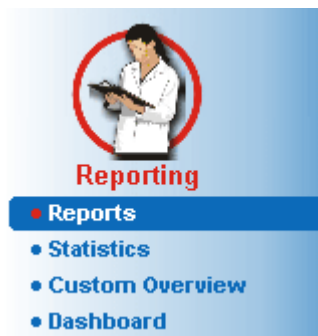 Reporting
Reports
Statistics
Custom Overview
Dashboard